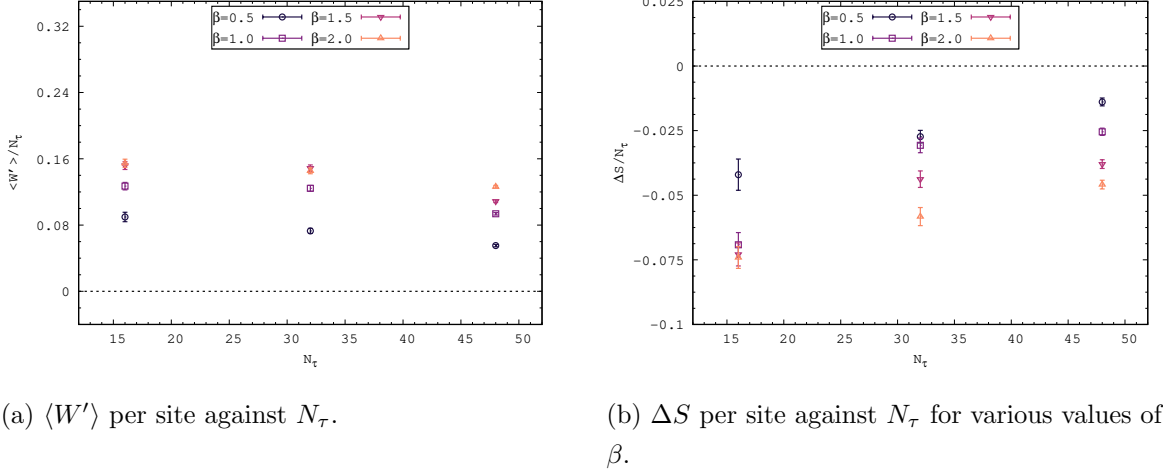 0.32
0.24
0.16
0.08
0
<W'>/Nτ
β=0.5
β=1.0
β=1.5
β=2.0
15 20 25 30 35 40 45 50
Nτ
0.025
0
−0.025
−0.05
−0.075
−0.1
ΔS/Nτ
β=0.5
β=1.0
β=1.5
β=2.0
15 20 25 30 35 40 45 50
Nτ
(a) ⟨W′⟩ per site against Nτ.
(b) ΔS per site against Nτ for various values of
β.